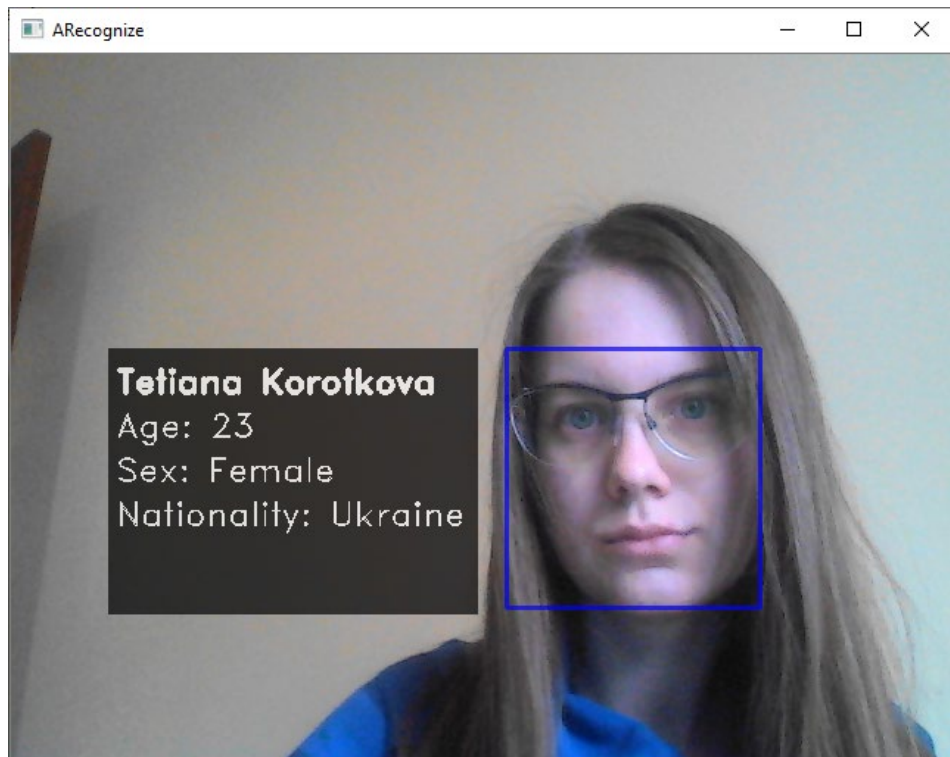 ARecognize
Tetiana Korotkova
Age: 23
Sex: Female
Nationality: Ukraine